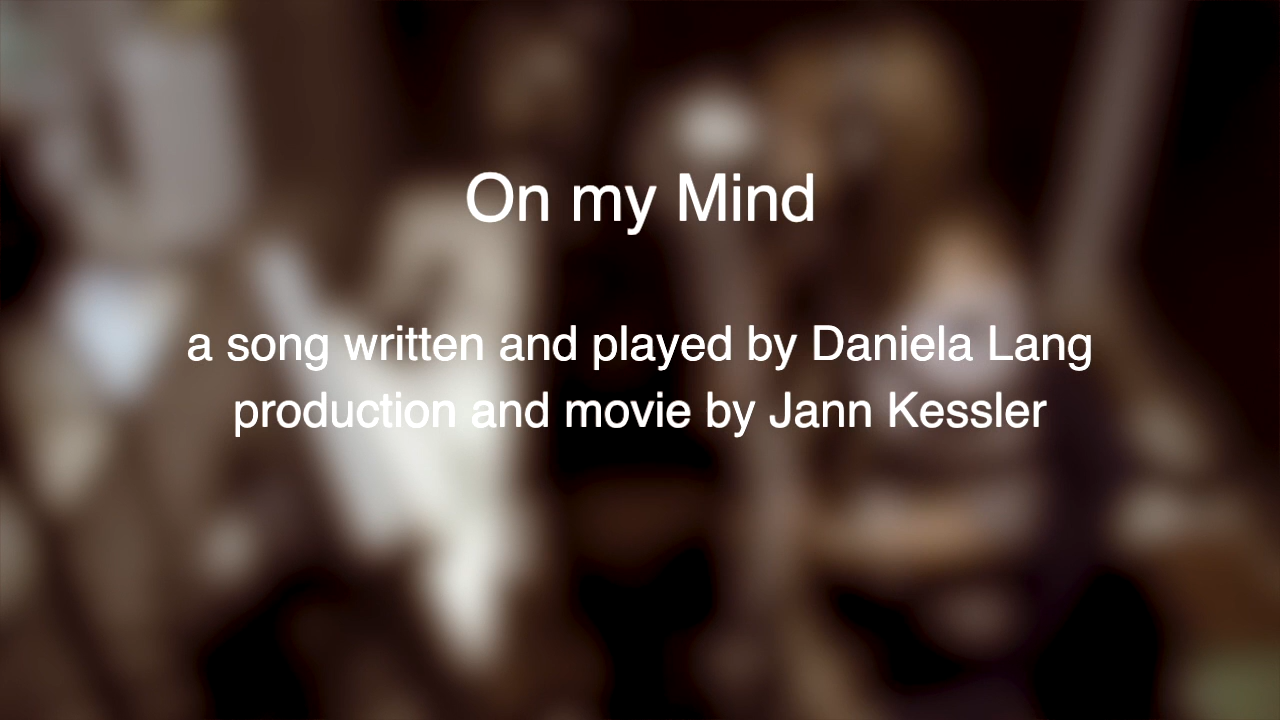 On my Mind
a song written and played by Daniela Lang
production and movie by Jann Kessler